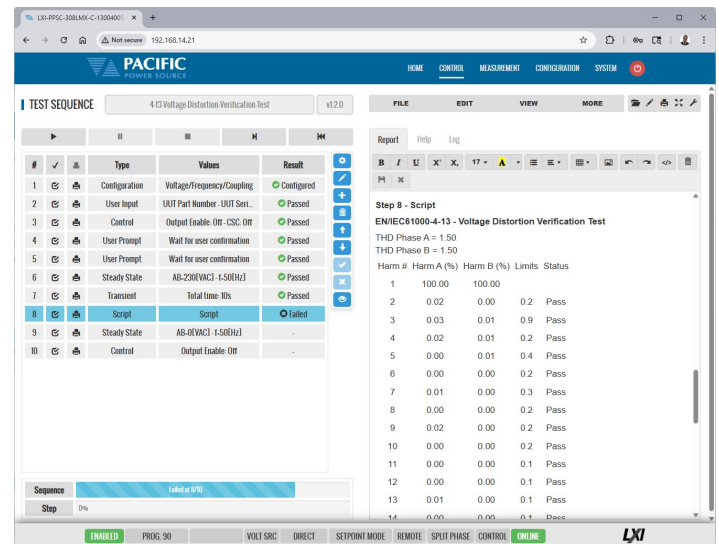 LXI-PPSC-308LMX-C-13004001
Not secure 192.168.14.21
PACIFIC
POWER SOURCE
HOME CONTROL MEASUREMENT CONFIGURATION SYSTEM
TEST SEQUENCE
4-13 Voltage Distortion Verification Test
v1.2.0
FILE EDIT VIEW MORE
Report Help Log
B I U X X, 17 A
# Type Values Result
1 Configuration Voltage/Frequency/Coupling Configured
2 User Input UUT Part Number - UUT Seri... Passed
3 Control Output Enable: Off - CSC: Off Passed
4 User Prompt Wait for user confirmation Passed
5 User Prompt Wait for user confirmation Passed
6 Steady State AB-230[VAC] - f-50[Hz] Passed
7 Transient Total time: 10s Passed
8 Script Script Failed
9 Steady State AB-0[VAC] - f-50[Hz] -
10 Control Output Enable: Off -
Sequence Failed at 8/10
Step 0%
Step 8 - Script
EN/IEC61000-4-13 - Voltage Distortion Verification Test
THD Phase A = 1.50
THD Phase B = 1.50
Harm # Harm A (%) Harm B (%) Limits Status
1 100.00 100.00
2 0.02 0.00 0.2 Pass
3 0.03 0.01 0.9 Pass
4 0.02 0.01 0.2 Pass
5 0.00 0.01 0.4 Pass
6 0.00 0.00 0.2 Pass
7 0.01 0.00 0.3 Pass
8 0.00 0.00 0.2 Pass
9 0.02 0.00 0.2 Pass
10 0.00 0.00 0.2 Pass
11 0.00 0.00 0.1 Pass
12 0.00 0.00 0.1 Pass
13 0.01 0.00 0.1 Pass
14 0.00 0.00 0.1 Pass
ENABLED PROG. 90 VOLT SRC DIRECT SETPOINT MODE REMOTE SPLIT PHASE CONTROL ONLINE
LXI